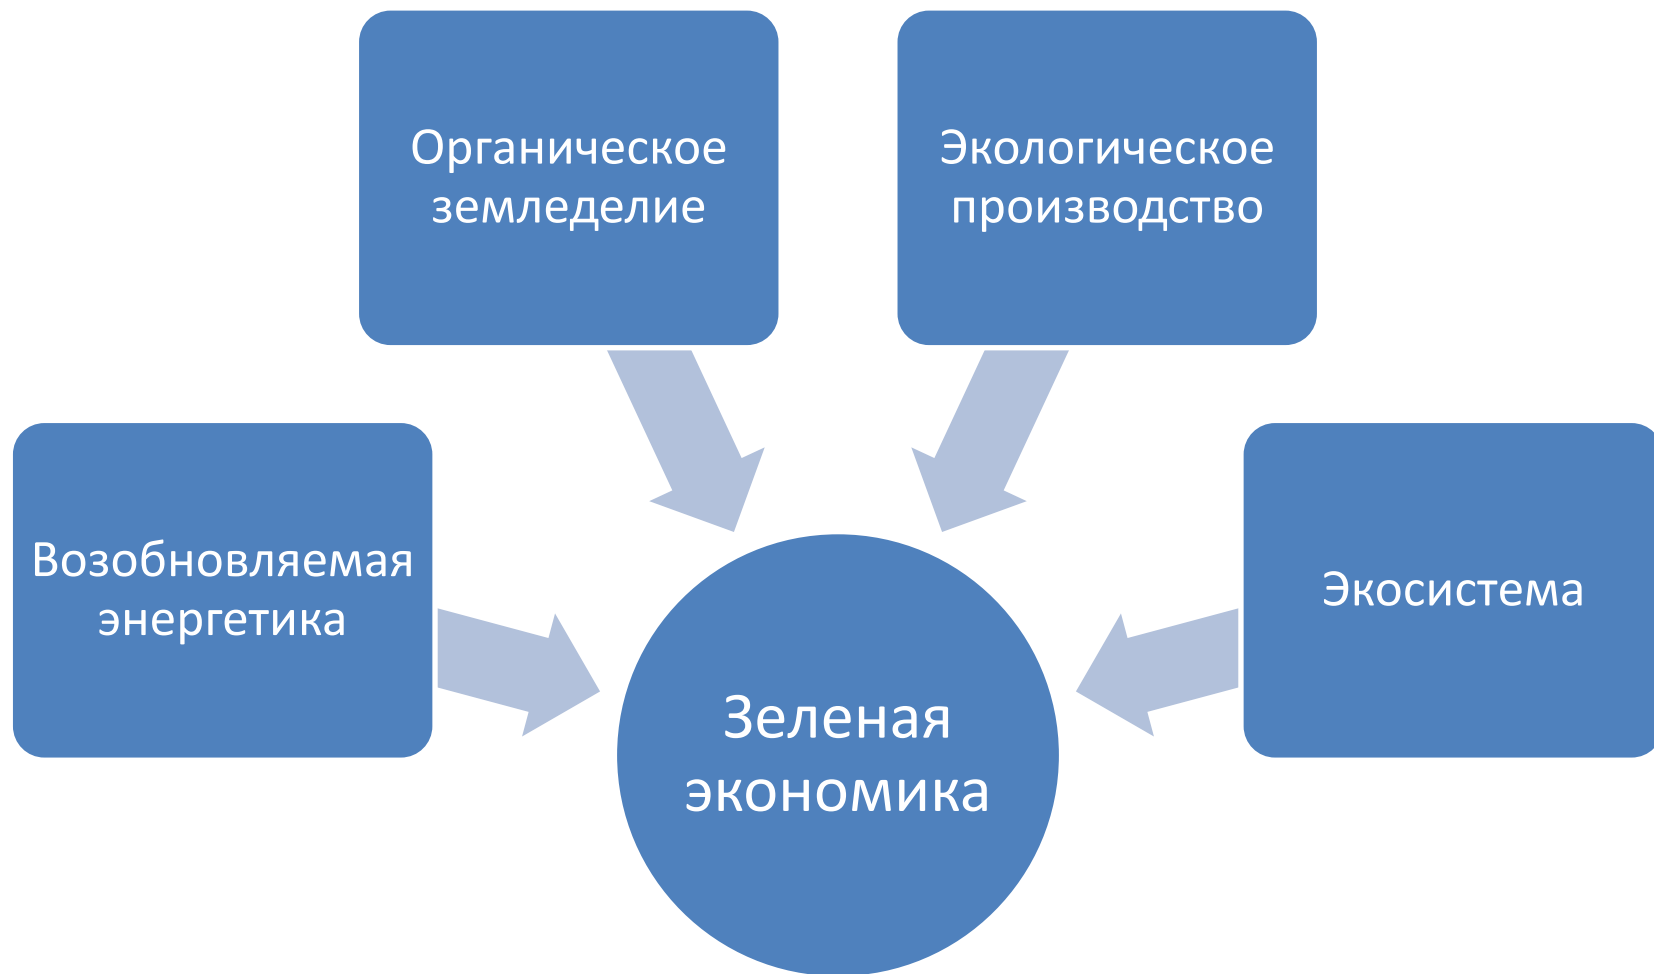 Органическое
земледелие
Экологическое
производство
Возобновляемая
энергетика
Экосистема
Зеленая
экономика